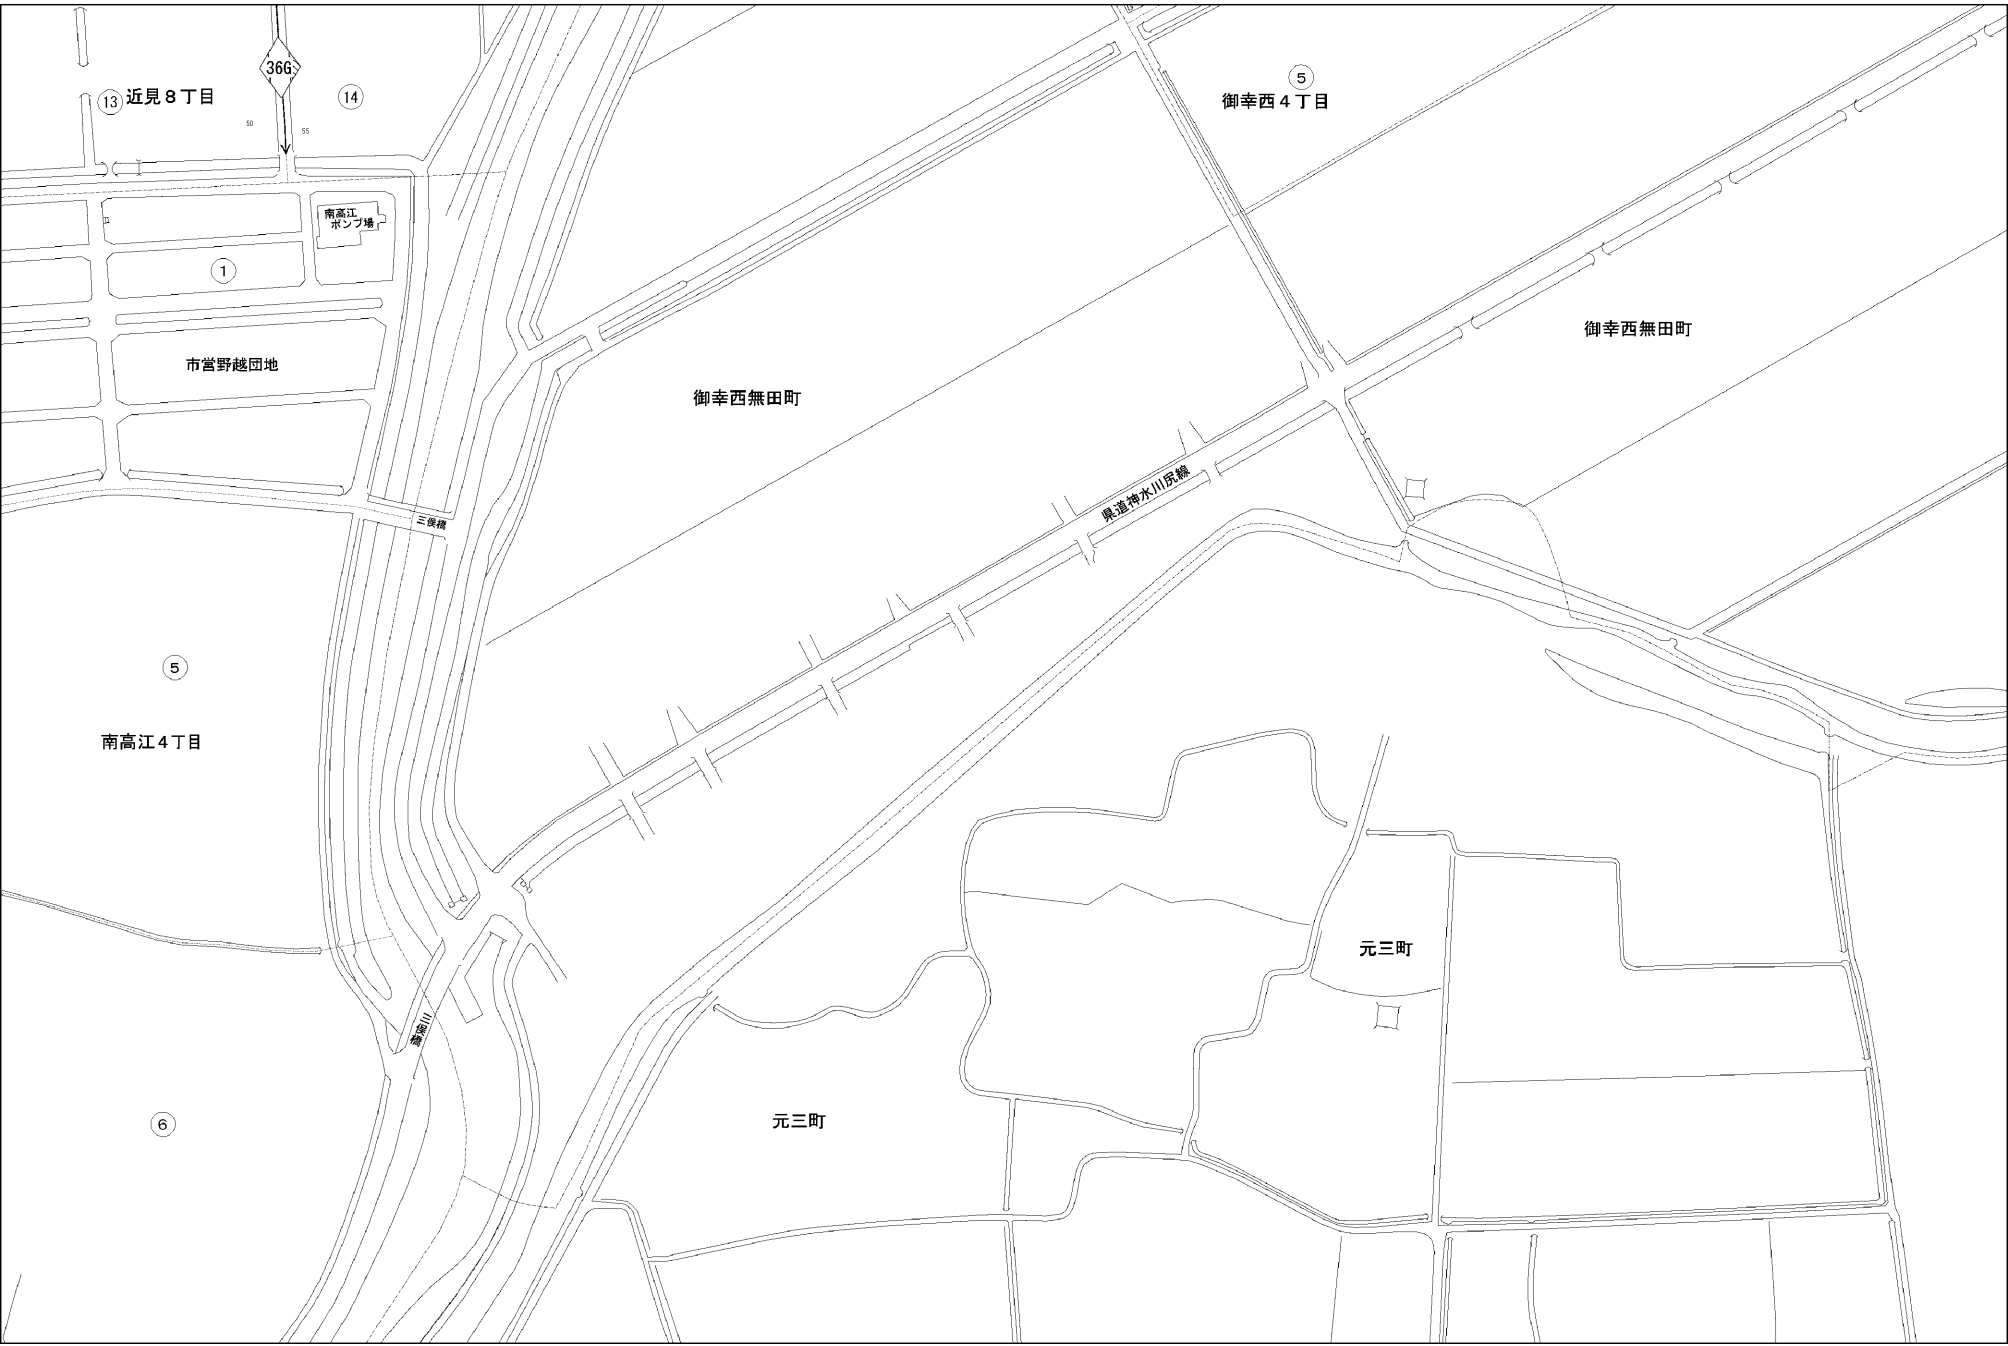 36G
⑬ 近見８丁目
⑭
50
55
⑤
御幸西４丁目
南高江
ポンプ場
①
市営野越団地
御幸西無田町
御幸西無田町
県道神水川尻線
三俣橋
⑤
南高江４丁目
元三町
三俣橋
元三町
⑥